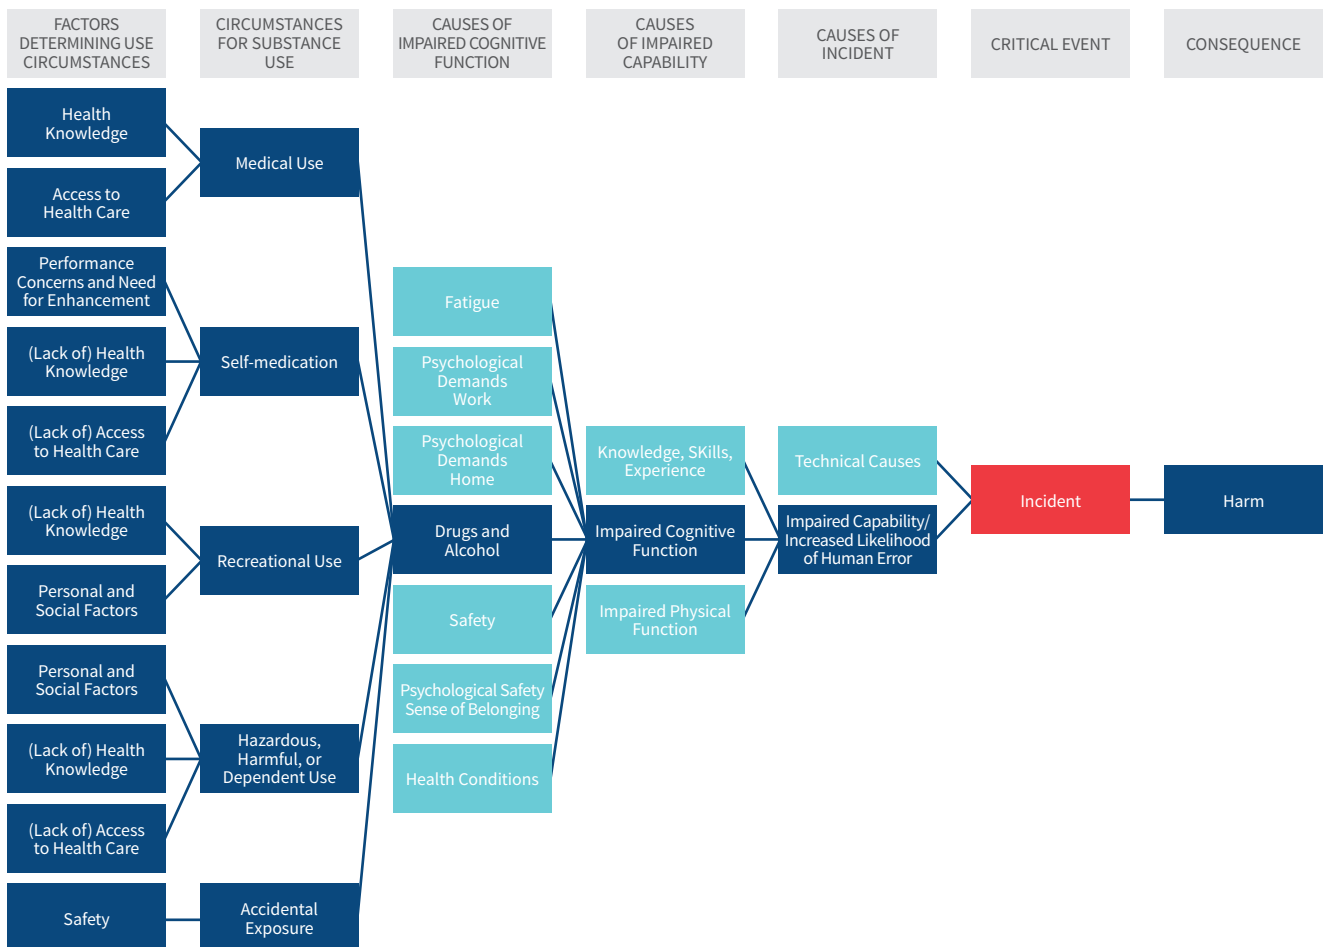 FACTORS
DETERMINING USE
CIRCUMSTANCES
CIRCUMSTANCES
FOR SUBSTANCE
USE
CAUSES OF
IMPAIRED COGNITIVE
FUNCTION
CAUSES
OF IMPAIRED
CAPABILITY
CAUSES OF
INCIDENT
CRITICAL EVENT
CONSEQUENCE
Health
Knowledge
Access to
Health Care
Performance
Concerns and Need
for Enhancement
(Lack of) Health
Knowledge
(Lack of) Access
to Health Care
(Lack of) Health
Knowledge
Personal and
Social Factors
Personal and
Social Factors
(Lack of) Health
Knowledge
(Lack of) Access
to Health Care
Safety
Medical Use
Self-medication
Recreational Use
Hazardous,
Harmful, or
Dependent Use
Accidental
Exposure
Fatigue
Psychological
Demands
Work
Psychological
Demands
Home
Drugs and
Alcohol
Safety
Psychological Safety
Sense of Belonging
Health Conditions
Knowledge, SKills,
Experience
Impaired Cognitive
Function
Impaired Physical
Function
Technical Causes
Impaired Capability/
Increased Likelihood
of Human Error
Incident
Harm